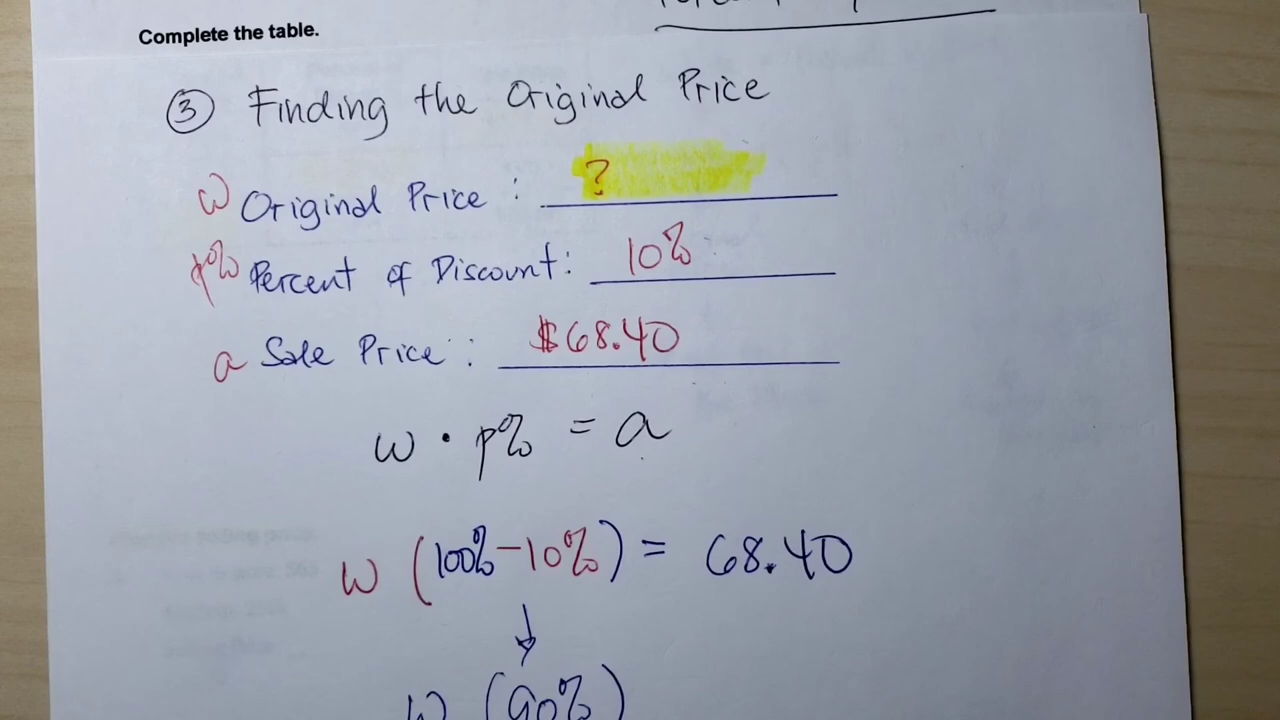 Complete the table.
③ Finding the Original Price
W Original Price : ?
p% Percent of Discount: 10%
a Sale Price : $68.40
w · p% = a
W (100% - 10%) = 68.40
↓
W (90%)